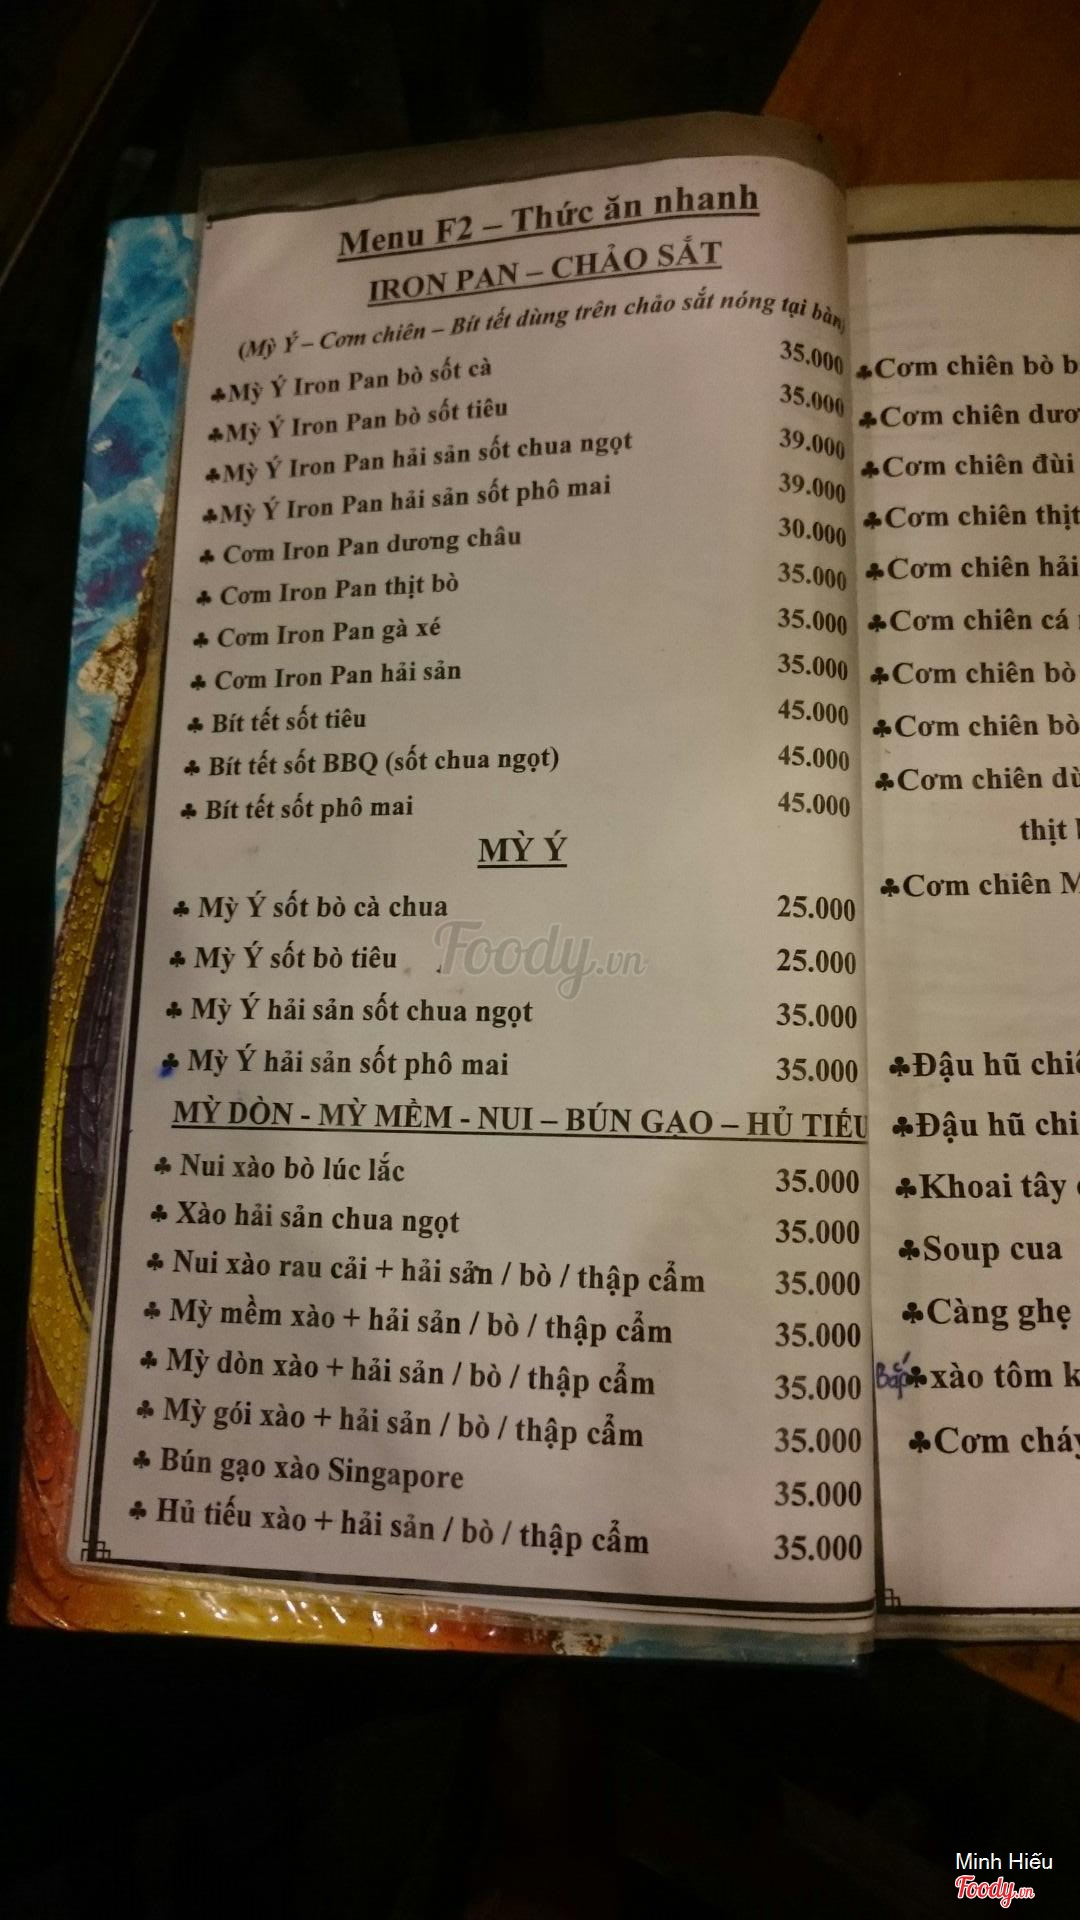 Menu F2 – Thức ăn nhanh
IRON PAN – CHẢO SẮT
(Mỳ Ý – Cơm chiên – Bít tết dùng trên chảo sắt nóng tại bàn)
♣Mỳ Ý Iron Pan bò sốt cà 35.000
♣Mỳ Ý Iron Pan bò sốt tiêu 35.000
♣Mỳ Ý Iron Pan hải sản sốt chua ngọt 39.000
♣Mỳ Ý Iron Pan hải sản sốt phô mai 39.000
♣ Cơm Iron Pan dương châu 30.000
♣ Cơm Iron Pan thịt bò 35.000
♣ Cơm Iron Pan gà xé 35.000
♣ Cơm Iron Pan hải sản 35.000
♣ Bít tết sốt tiêu 45.000
♣ Bít tết sốt BBQ (sốt chua ngọt) 45.000
♣ Bít tết sốt phô mai 45.000
MỲ Ý
♣ Mỳ Ý sốt bò cà chua 25.000
♣ Mỳ Ý sốt bò tiêu 25.000
♣ Mỳ Ý hải sản sốt chua ngọt 35.000
♣ Mỳ Ý hải sản sốt phô mai 35.000
MỲ DÒN - MỲ MỀM - NUI – BÚN GẠO – HỦ TIẾU
♣ Nui xào bò lúc lắc 35.000
♣ Xào hải sản chua ngọt 35.000
♣ Nui xào rau cải + hải sản / bò / thập cẩm 35.000
♣ Mỳ mềm xào + hải sản / bò / thập cẩm 35.000
♣ Mỳ dòn xào + hải sản / bò / thập cẩm 35.000
♣ Mỳ gói xào + hải sản / bò / thập cẩm 35.000
♣ Bún gạo xào Singapore 35.000
♣ Hủ tiếu xào + hải sản / bò / thập cẩm 35.000
♣Cơm chiên bò
♣Cơm chiên
♣Cơm chiên đùi
♣Cơm chiên thịt
♣Cơm chiên hải
♣Cơm chiên cá
♣Cơm chiên bò
♣Cơm chiên bò
♣Cơm chiên
thịt
♣Cơm chiên
♣Đậu hũ
♣Đậu hũ
♣Khoai tây
♣Soup cua
♣Càng ghẹ
Bắp ♣xào tôm
♣Cơm cháy
Foody.vn
Minh Hiếu
Foody.vn